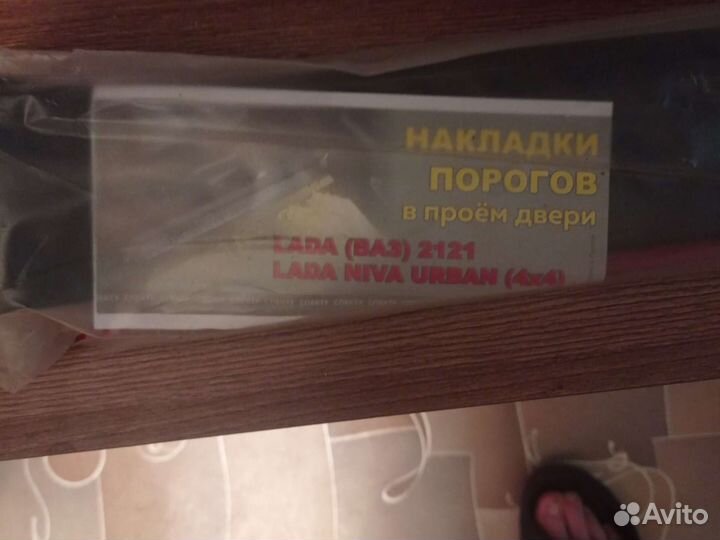 НАКЛАДКИ
ПОРОГОВ
в проём двери
LADA (ВАЗ) 2121
LADA NIVA URBAN (4x4)
Avito